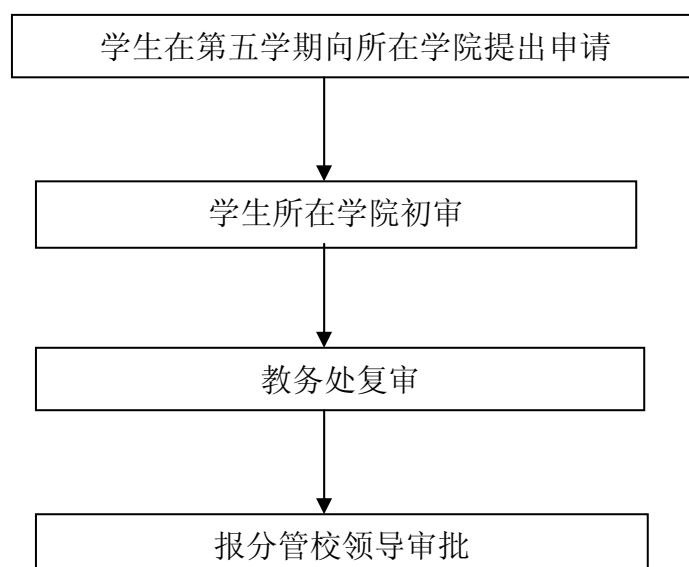 学生在第五学期向所在学院提出申请
学生所在学院初审
教务处复审
报分管校领导审批